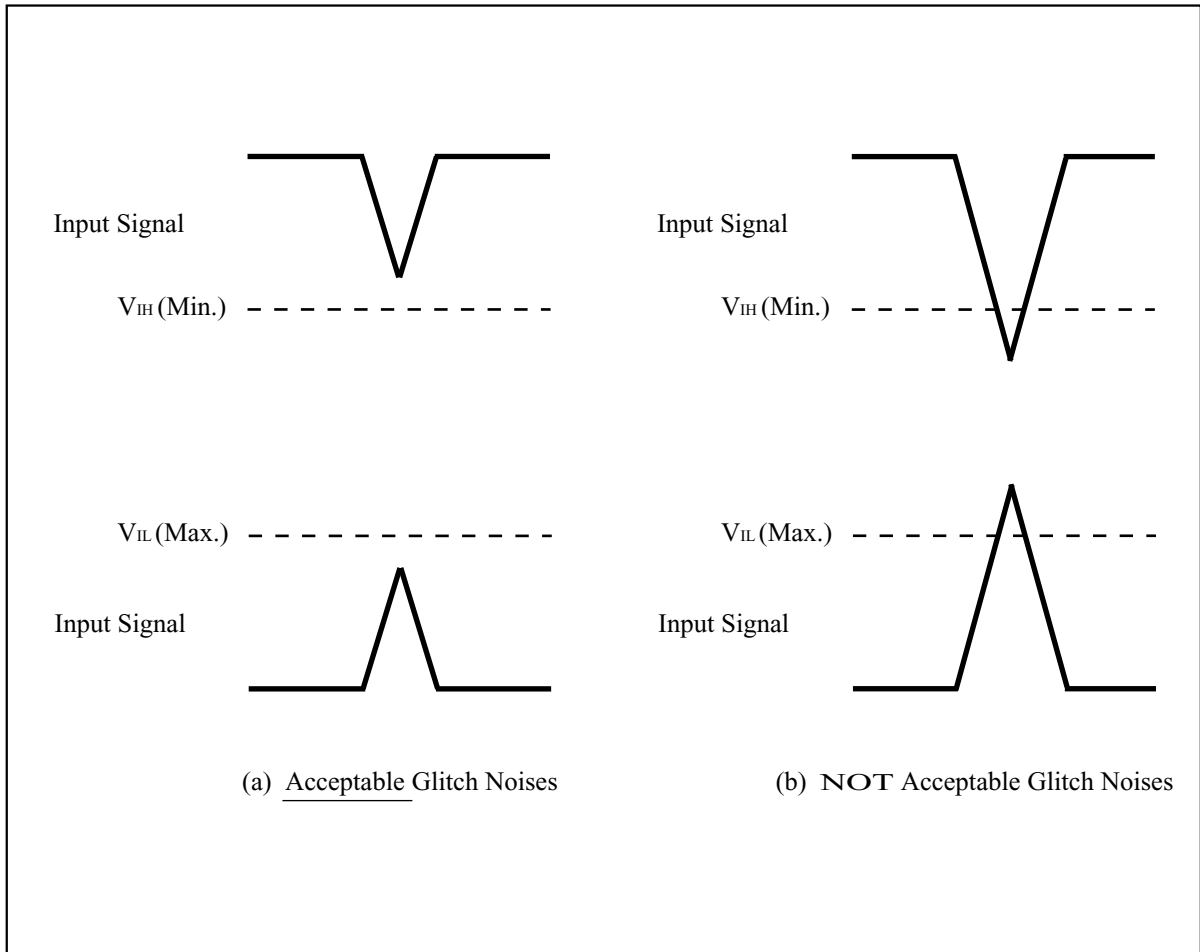 Input Signal
Input Signal
VIH (Min.)
VIH (Min.)
VIL (Max.)
VIL (Max.)
Input Signal
Input Signal
(a) Acceptable Glitch Noises
(b) NOT Acceptable Glitch Noises